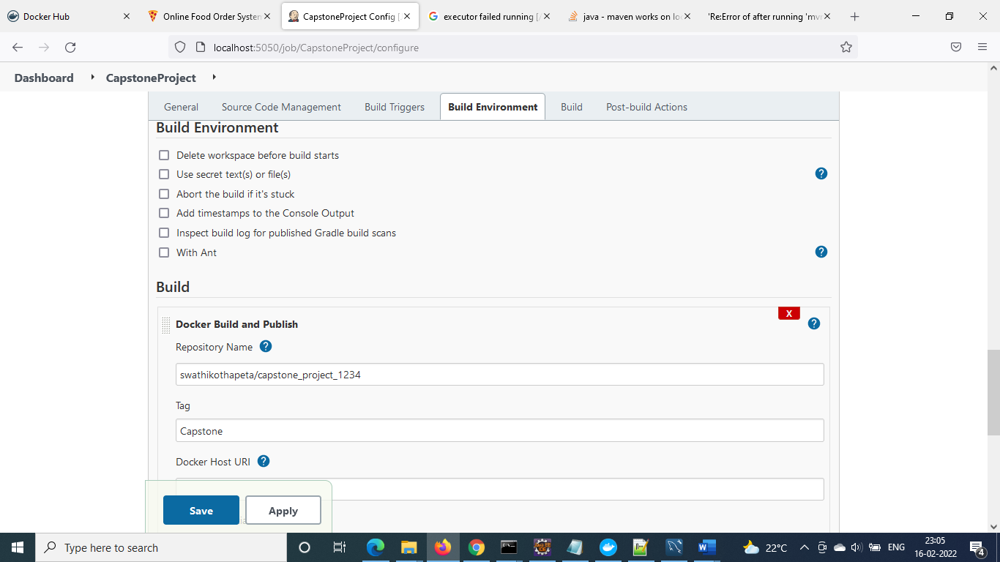 Docker Hub
Online Food Order System
CapstoneProject Config [
executor failed running [/
java - maven works on lo
'Re:Error of after running 'mvn
localhost:5050/job/CapstoneProject/configure
Dashboard CapstoneProject
General Source Code Management Build Triggers Build Environment Build Post-build Actions
Build Environment
Delete workspace before build starts
Use secret text(s) or file(s)
?
Abort the build if it's stuck
Add timestamps to the Console Output
Inspect build log for published Gradle build scans
With Ant
?
Build
X
Docker Build and Publish
?
Repository Name ?
swathikothapeta/capstone_project_1234
Tag
Capstone
Docker Host URI ?
Save Apply
Type here to search
22°C
ENG
23:05
16-02-2022
4